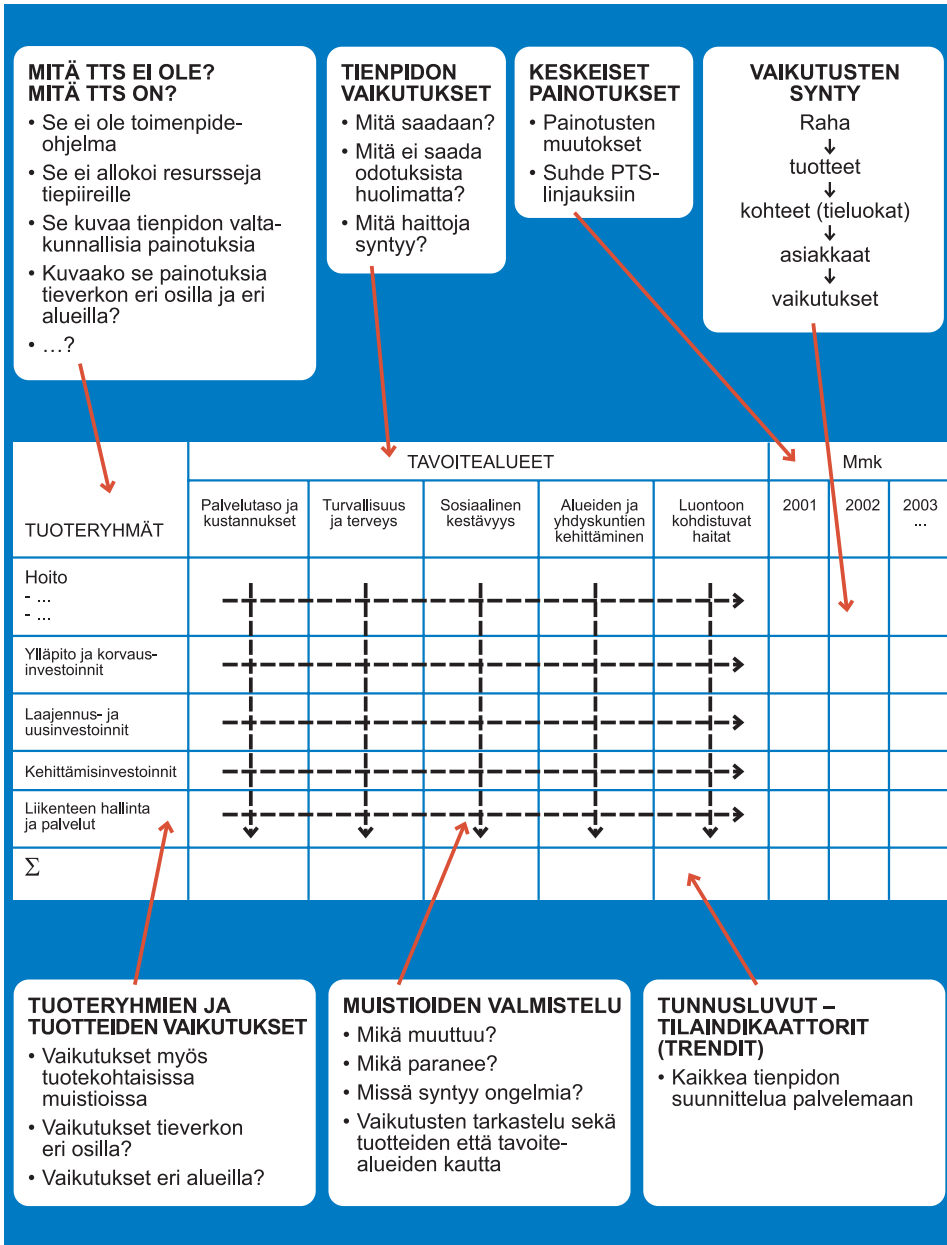 MITÄ TTS EI OLE?
MITÄ TTS ON?
• Se ei ole toimenpide-
ohjelma
• Se ei allokoi resursseja
tiepiireille
• Se kuvaa tienpidon valta-
kunnallisia painotuksia
• Kuvaako se painotuksia
tieverkon eri osilla ja eri
alueilla?
• ...?
TIENPIDON
VAIKUTUKSET
• Mitä saadaan?
• Mitä ei saada
odotuksista
huolimatta?
• Mitä haittoja
syntyy?
KESKEISET
PAINOTUKSET
• Painotusten
muutokset
• Suhde PTS-
linjauksiin
VAIKUTUSTEN
SYNTY
Raha
tuotteet
kohteet (tieluokat)
asiakkaat
vaikutukset
TUOTERYHMÄT
TAVOITEALUEET
Mmk
Palvelutaso ja
kustannukset
Turvallisuus
ja terveys
Sosiaalinen
kestävyys
Alueiden ja
yhdyskuntien
kehittäminen
Luontoon
kohdistuvat
haitat
2001
2002
2003
...
Hoito
- ...
- ...
Ylläpito ja korvaus-
investoinnit
Laajennus- ja
uusinvestoinnit
Kehittämisinvestoinnit
Liikenteen hallinta
ja palvelut
Σ
TUOTERYHMIEN JA
TUOTTEIDEN VAIKUTUKSET
• Vaikutukset myös
tuotekohtaisissa
muistioissa
• Vaikutukset tieverkon
eri osilla?
• Vaikutukset eri alueilla?
MUISTIOIDEN VALMISTELU
• Mikä muuttuu?
• Mikä paranee?
• Missä syntyy ongelmia?
• Vaikutusten tarkastelu sekä
tuotteiden että tavoite-
alueiden kautta
TUNNUSLUVUT –
TILAINDIKAATTORIT
(TRENDIT)
• Kaikkea tienpidon
suunnittelua palvelemaan